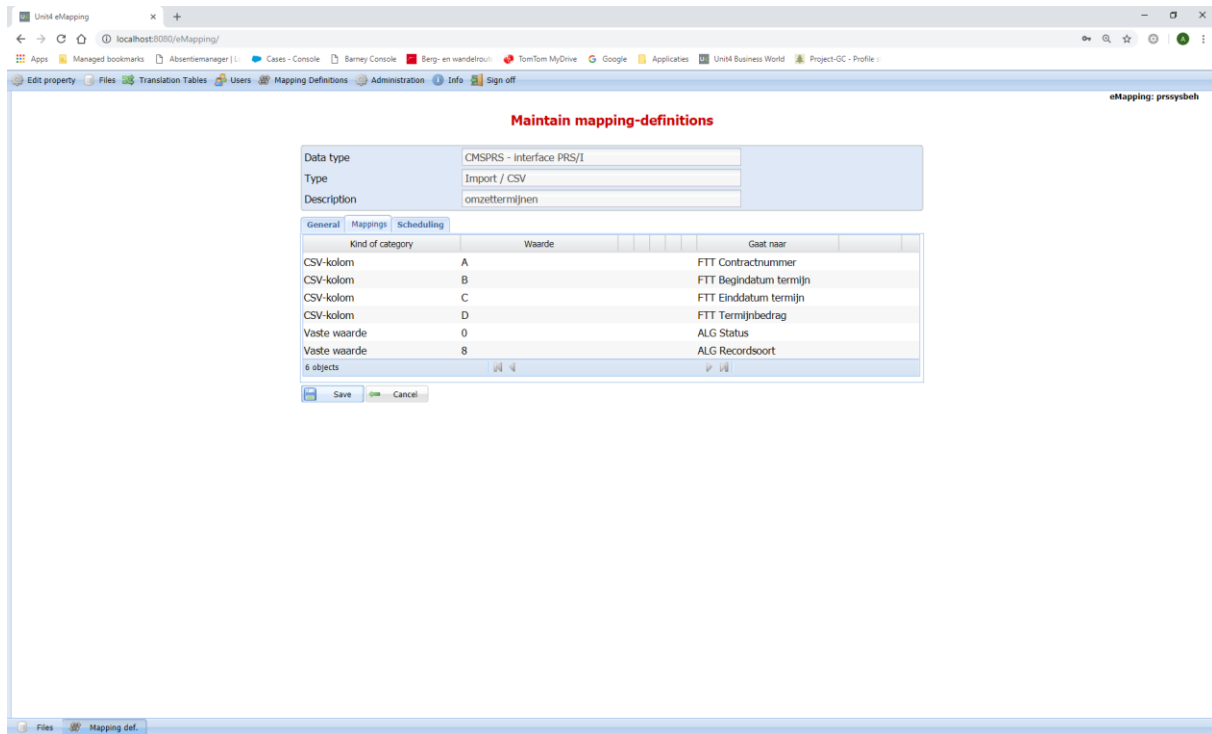 Unit4 eMapping
localhost:8080/eMapping/
Apps Managed bookmarks Absentiemanager | L Cases - Console Barney Console Berg- en wandelrout TomTom MyDrive G Google Applicaties Unit4 Business World Project-GC - Profile
Edit property Files Translation Tables Users Mapping Definitions Administration Info Sign off
eMapping: prssysbeh
Maintain mapping-definitions
Data type CMSPRS - interface PRS/I
Type Import / CSV
Description omzettermijnen
General Mappings Scheduling
Kind of category Waarde Gaat naar
CSV-kolom A FTT Contractnummer
CSV-kolom B FTT Begindatum termijn
CSV-kolom C FTT Einddatum termijn
CSV-kolom D FTT Termijnbedrag
Vaste waarde 0 ALG Status
Vaste waarde 8 ALG Recordsoort
6 objects
Save Cancel
Files Mapping def.